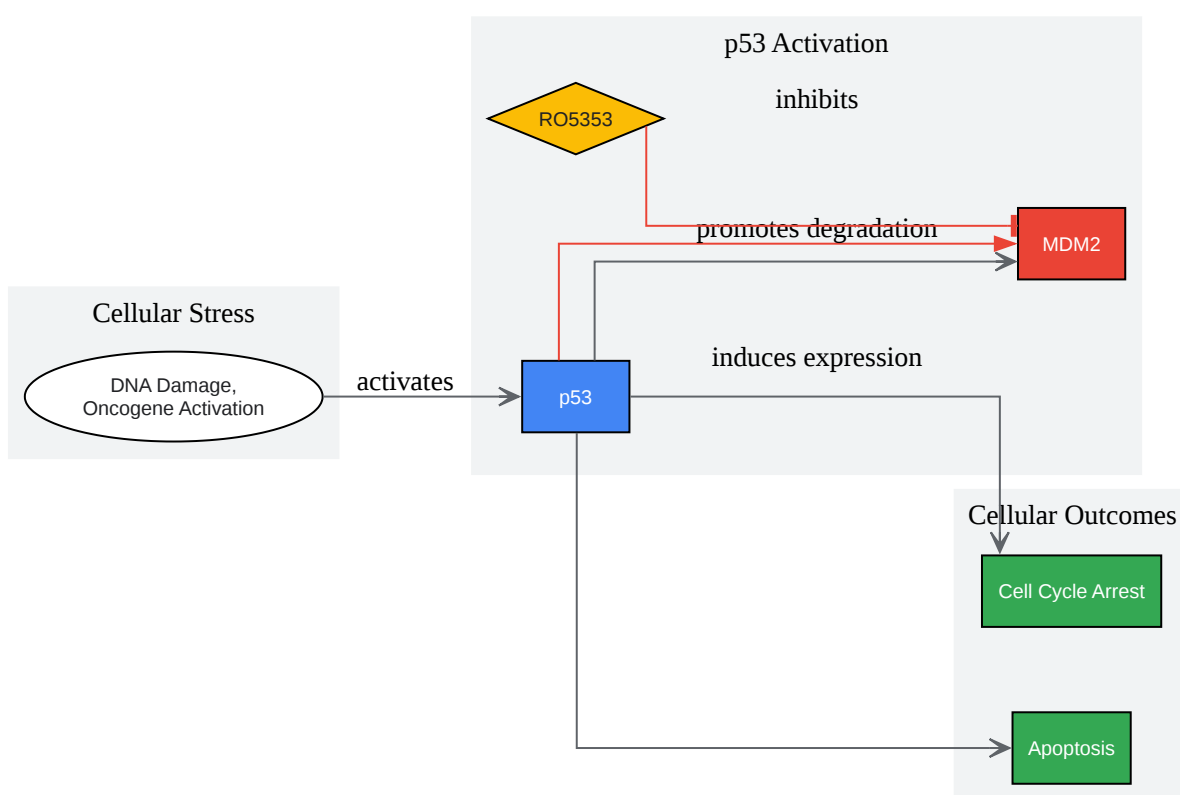 p53 Activation
inhibits
RO5353
promotes degradation
MDM2
Cellular Stress
DNA Damage,
Oncogene Activation
activates
p53
induces expression
Cellular Outcomes
Cell Cycle Arrest
Apoptosis